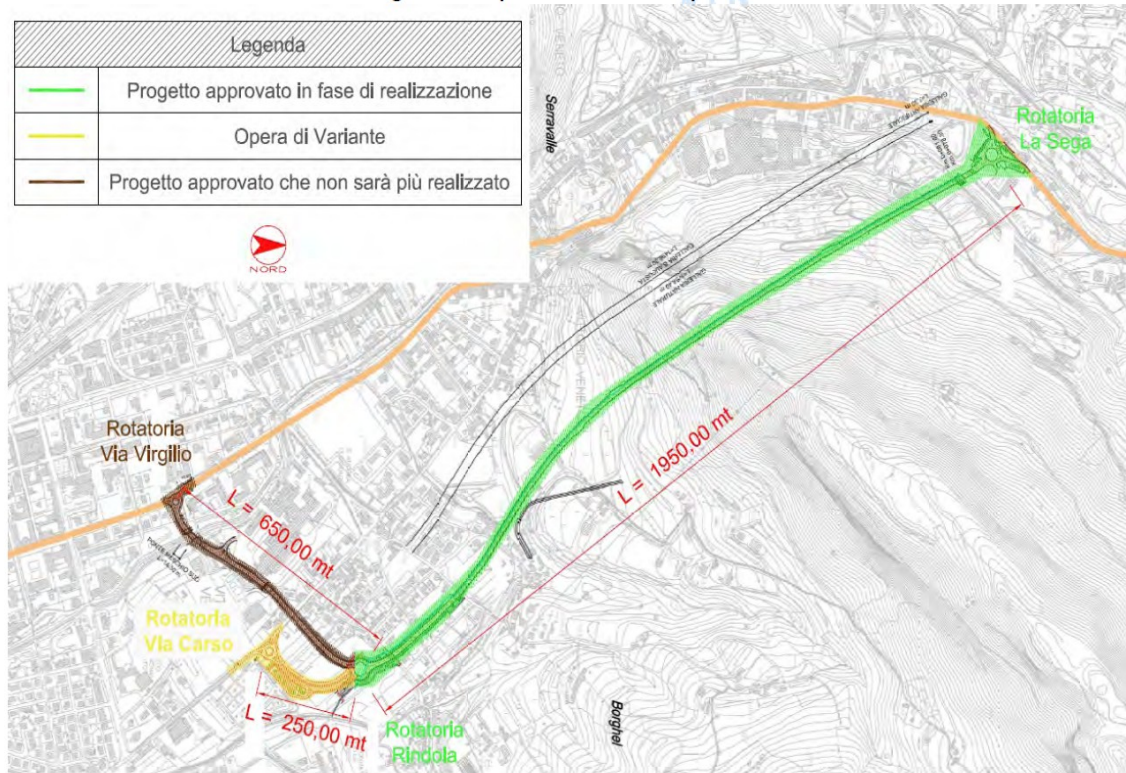 Legenda
Progetto approvato in fase di realizzazione
Opera di Variante
Progetto approvato che non sarà più realizzato
NORD
Serravalle
Rotatoria
La Sega
L = 1950,00 mt
Rotatoria
Via Virgilio
L = 650,00 mt
Rotatoria
Via Carso
L = 250,00 mt
Rotatoria
Rindola
Borghel